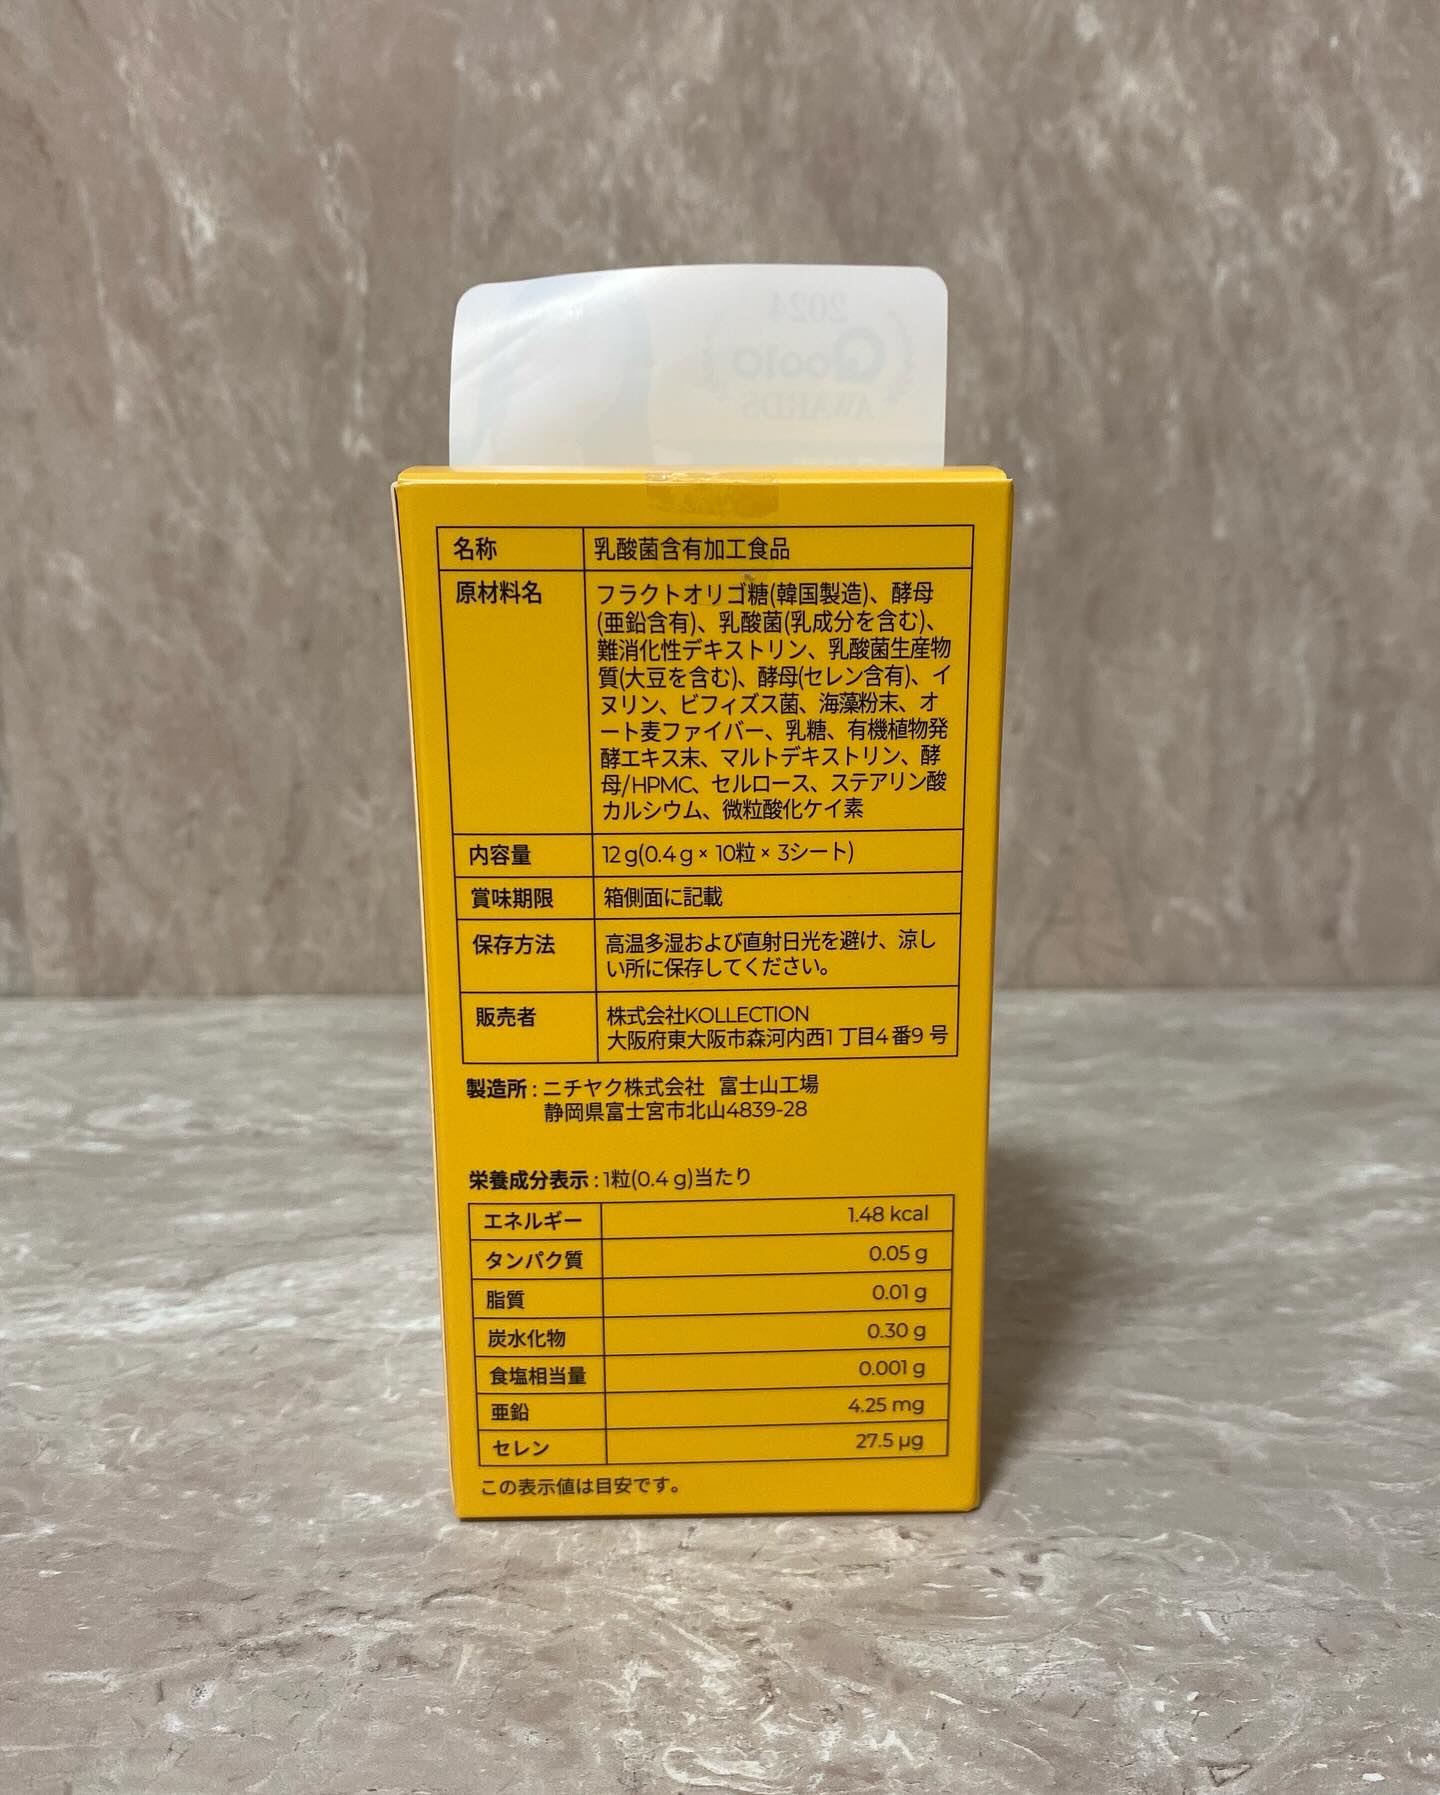 2024
Qoo10
AWARDS
名称 乳酸菌含有加工食品
原材料名 フラクトオリゴ糖(韓国製造)、酵母
(亜鉛含有)、乳酸菌(乳成分を含む)、
難消化性デキストリン、乳酸菌生産物
質(大豆を含む)、酵母(セレン含有)、イ
ヌリン、ビフィズス菌、海藻粉末、オ
ート麦ファイバー、乳糖、有機植物発
酵エキス末、マルトデキストリン、酵
母/HPMC、セルロース、ステアリン酸
カルシウム、微粒酸化ケイ素
内容量 12 g(0.4 g × 10粒 × 3シート)
賞味期限 箱側面に記載
保存方法 高温多湿および直射日光を避け、涼し
い所に保存してください。
販売者 株式会社KOLLECTION
大阪府東大阪市森河内西1丁目4番9号
製造所 : ニチヤク株式会社 富士山工場
静岡県富士宮市北山4839-28
栄養成分表示 : 1粒(0.4 g)当たり
エネルギー 1.48 kcal
タンパク質 0.05 g
脂質 0.01 g
炭水化物 0.30 g
食塩相当量 0.001 g
亜鉛 4.25 mg
セレン 27.5 μg
この表示値は目安です。